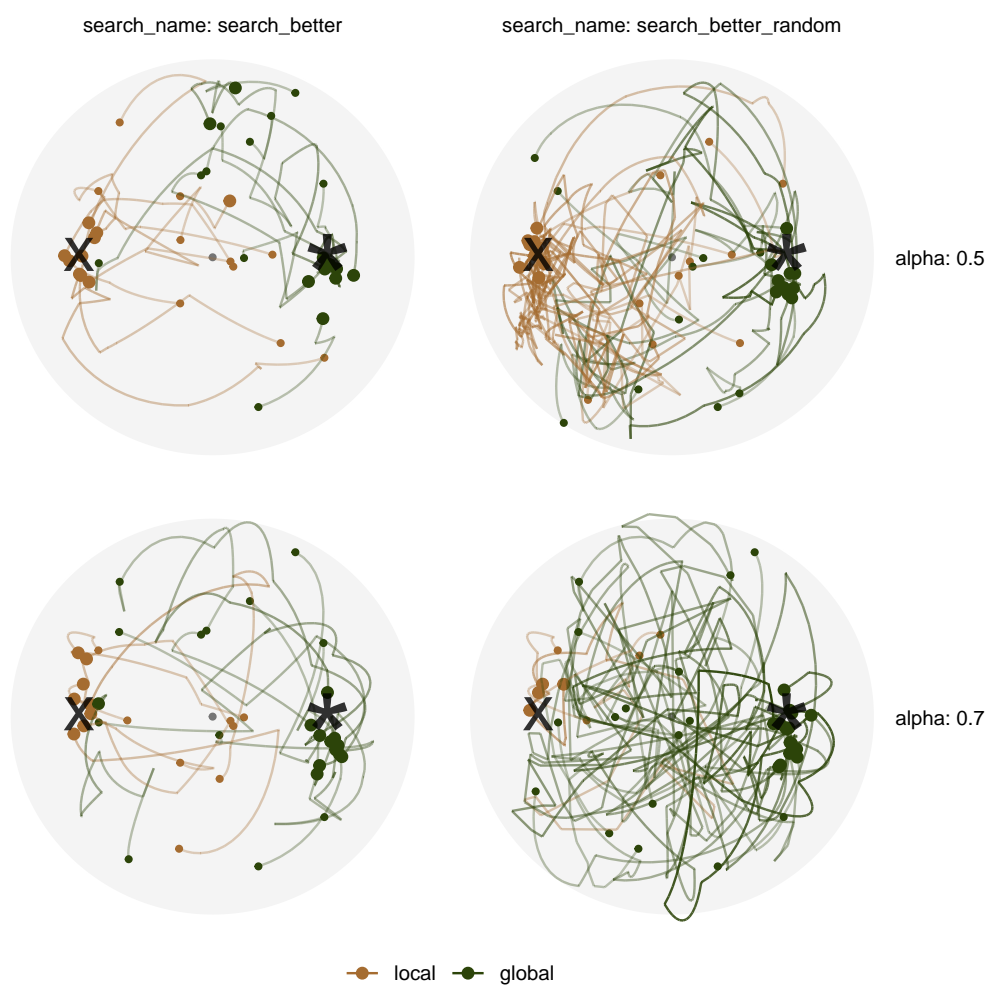 search_name: search_better
search_name: search_better_random
X
*
X
*
alpha: 0.5
X
*
X
*
alpha: 0.7
local
global